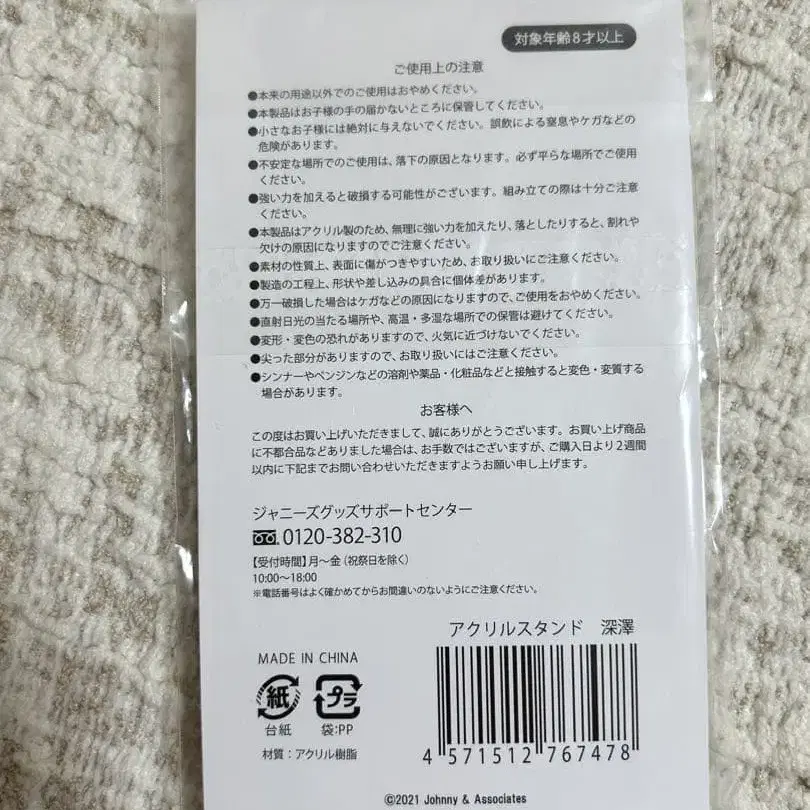 対象年齢8才以上
ご使用上の注意
●本来の用途以外でのご使用はおやめください。
●本製品はお子様の手の届かないところに保管してください。
●小さなお子様には絶対に与えないでください。誤飲による窒息やケガなどの
危険があります。
●不安定な場所でのご使用は、落下の原因となります。必ず平らな場所でご使用
ください。
●強い力を加えると破損する可能性がございます。組み立ての際は十分ご注意
ください。
●本製品はアクリル製のため、無理に強い力を加えたり、落としたりすると、割れや
欠けの原因になりますのでご注意ください。
●素材の性質上、表面に傷がつきやすいため、お取り扱いにご注意ください。
●製造の工程上、形状や差し込みの具合に個体差があります。
●万一破損した場合はケガなどの原因になりますので、ご使用をおやめください。
●直射日光の当たる場所や、高温・多湿な場所での保管は避けてください。
●変形・変色の恐れがありますので、火気に近づけないでください。
●尖った部分がありますので、お取り扱いにはご注意ください。
●シンナーやベンジンなどの溶剤や薬品・化粧品などと接触すると変色・変質する
場合があります。
お客様へ
この度はお買い上げいただきまして、誠にありがとうございます。お買い上げ商品
に不都合品などありました場合は、お手数ではございますが、ご購入日より2週間
以内に下記までお問い合わせいただきますようお願い申し上げます。
ジャニーズグッズサポートセンター
0120-382-310
【受付時間】月〜金（祝祭日を除く）
10:00〜18:00
※電話番号はよく確かめてからお間違いのないようにご注意ください。
アクリルスタンド　深澤
MADE IN CHINA
紙 プラ
台紙 袋:PP
材質：アクリル樹脂
4 571512 767478
©2021 Johnny & Associates